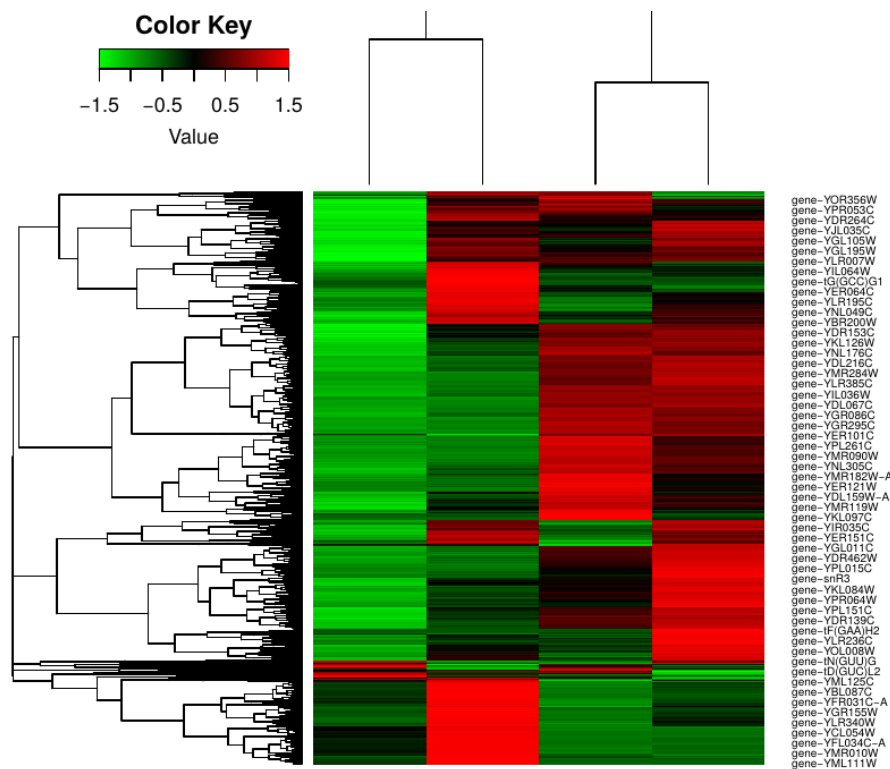 Color Key
−1.5 −0.5 0.5 1.5
Value
gene−YOR356W
gene−YPR053C
gene−YDR264C
gene−YJL035C
gene−YGL105W
gene−YGL195W
gene−YLR007W
gene−YIL064W
gene−tG(GCC)G1
gene−YER064C
gene−YLR195C
gene−YNL049C
gene−YBR200W
gene−YDR153C
gene−YKL126W
gene−YNL176C
gene−YDL216C
gene−YMR284W
gene−YLR385C
gene−YIL036W
gene−YDL067C
gene−YGR086C
gene−YGR295C
gene−YER101C
gene−YPL261C
gene−YMR090W
gene−YNL305C
gene−YMR182W−A
gene−YER121W
gene−YDL159W−A
gene−YMR119W
gene−YKL097C
gene−YIR035C
gene−YER151C
gene−YGL011C
gene−YDR462W
gene−YPL015C
gene−snR3
gene−YKL084W
gene−YPR064W
gene−YPL151C
gene−YDR139C
gene−tF(GAA)H2
gene−YLR236C
gene−YOL008W
gene−tN(GUU)G
gene−tD(GUC)L2
gene−YML125C
gene−YBL087C
gene−YFR031C−A
gene−YGR155W
gene−YLR340W
gene−YCL054W
gene−YFL034C−A
gene−YMR010W
gene−YML111W